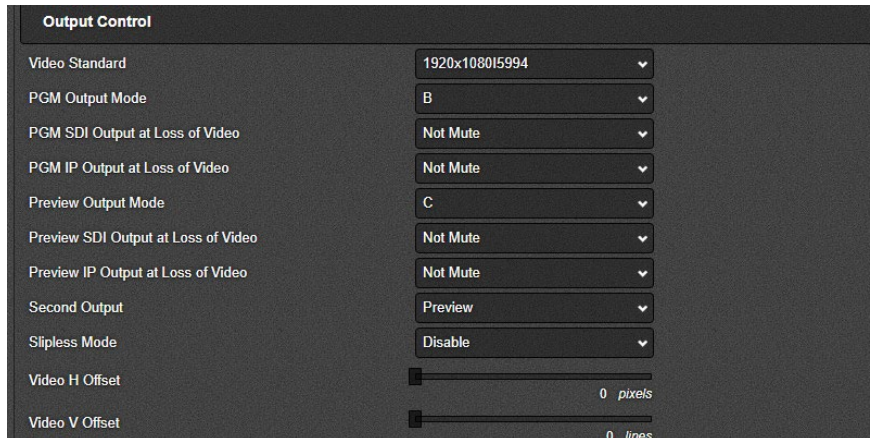 Output Control
Video Standard 1920x1080I5994
PGM Output Mode B
PGM SDI Output at Loss of Video Not Mute
PGM IP Output at Loss of Video Not Mute
Preview Output Mode C
Preview SDI Output at Loss of Video Not Mute
Preview IP Output at Loss of Video Not Mute
Second Output Preview
Slipless Mode Disable
Video H Offset
0 pixels
Video V Offset
0 lines